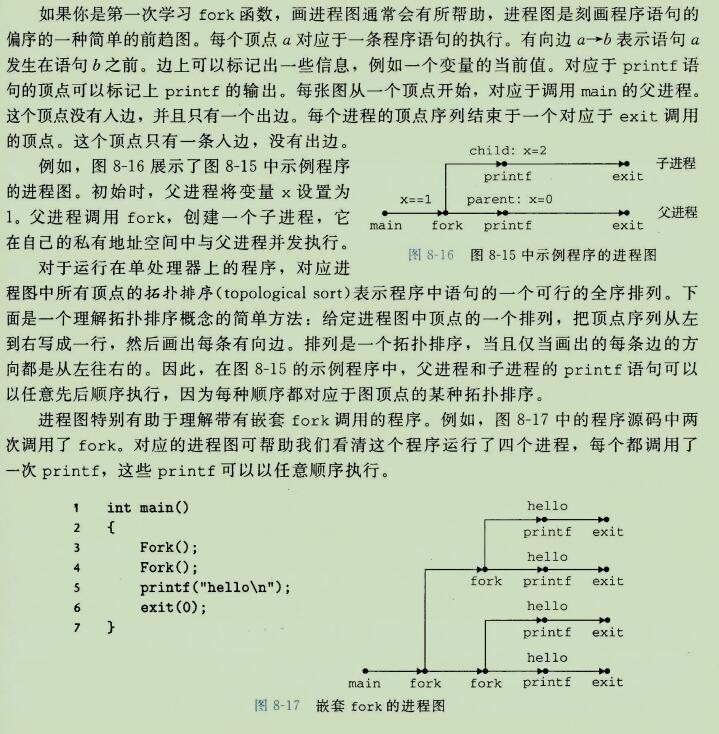 如果你是第一次学习 fork 函数，画进程图通常会有所帮助，进程图是刻画程序语句的
偏序的一种简单的前趋图。每个顶点 a 对应于一条程序语句的执行。有向边 a→b 表示语句 a
发生在语句 b 之前。边上可以标记出一些信息，例如一个变量的当前值。对应于 printf 语
句的顶点可以标记上 printf 的输出。每张图从一个顶点开始，对应于调用 main 的父进程。
这个顶点没有入边，并且只有一个出边。每个进程的顶点序列结束于一个对应于 exit 调用
的顶点。这个顶点只有一条入边，没有出边。
例如，图 8-16 展示了图 8-15 中示例程序
的进程图。初始时，父进程将变量 x 设置为
1。父进程调用 fork，创建一个子进程，它
在自己的私有地址空间中与父进程并发执行。
child: x=2
子进程
printf exit
x==1 parent: x=0
父进程
main fork printf exit
图 8-16 图 8-15 中示例程序的进程图
对于运行在单处理器上的程序，对应进
程图中所有顶点的拓扑排序(topological sort)表示程序中语句的一个可行的全序排列。下
面是一个理解拓扑排序概念的简单方法：给定进程图中顶点的一个排列，把顶点序列从左
到右写成一行，然后画出每条有向边。排列是一个拓扑排序，当且仅当画出的每条边的方
向都是从左往右的。因此，在图 8-15 的示例程序中，父进程和子进程的 printf 语句可以
以任意先后顺序执行，因为每种顺序都对应于图顶点的某种拓扑排序。
进程图特别有助于理解带有嵌套 fork 调用的程序。例如，图 8-17 中的程序源码中两
次调用了 fork。对应的进程图可帮助我们看清这个程序运行了四个进程，每个都调用了
一次 printf，这些 printf 可以以任意顺序执行。
1 int main()
2 {
3 Fork();
4 Fork();
5 printf("hello\n");
6 exit(0);
7 }
hello
printf exit
hello
fork printf exit
hello
printf exit
hello
main fork fork printf exit
图 8-17 嵌套 fork 的进程图